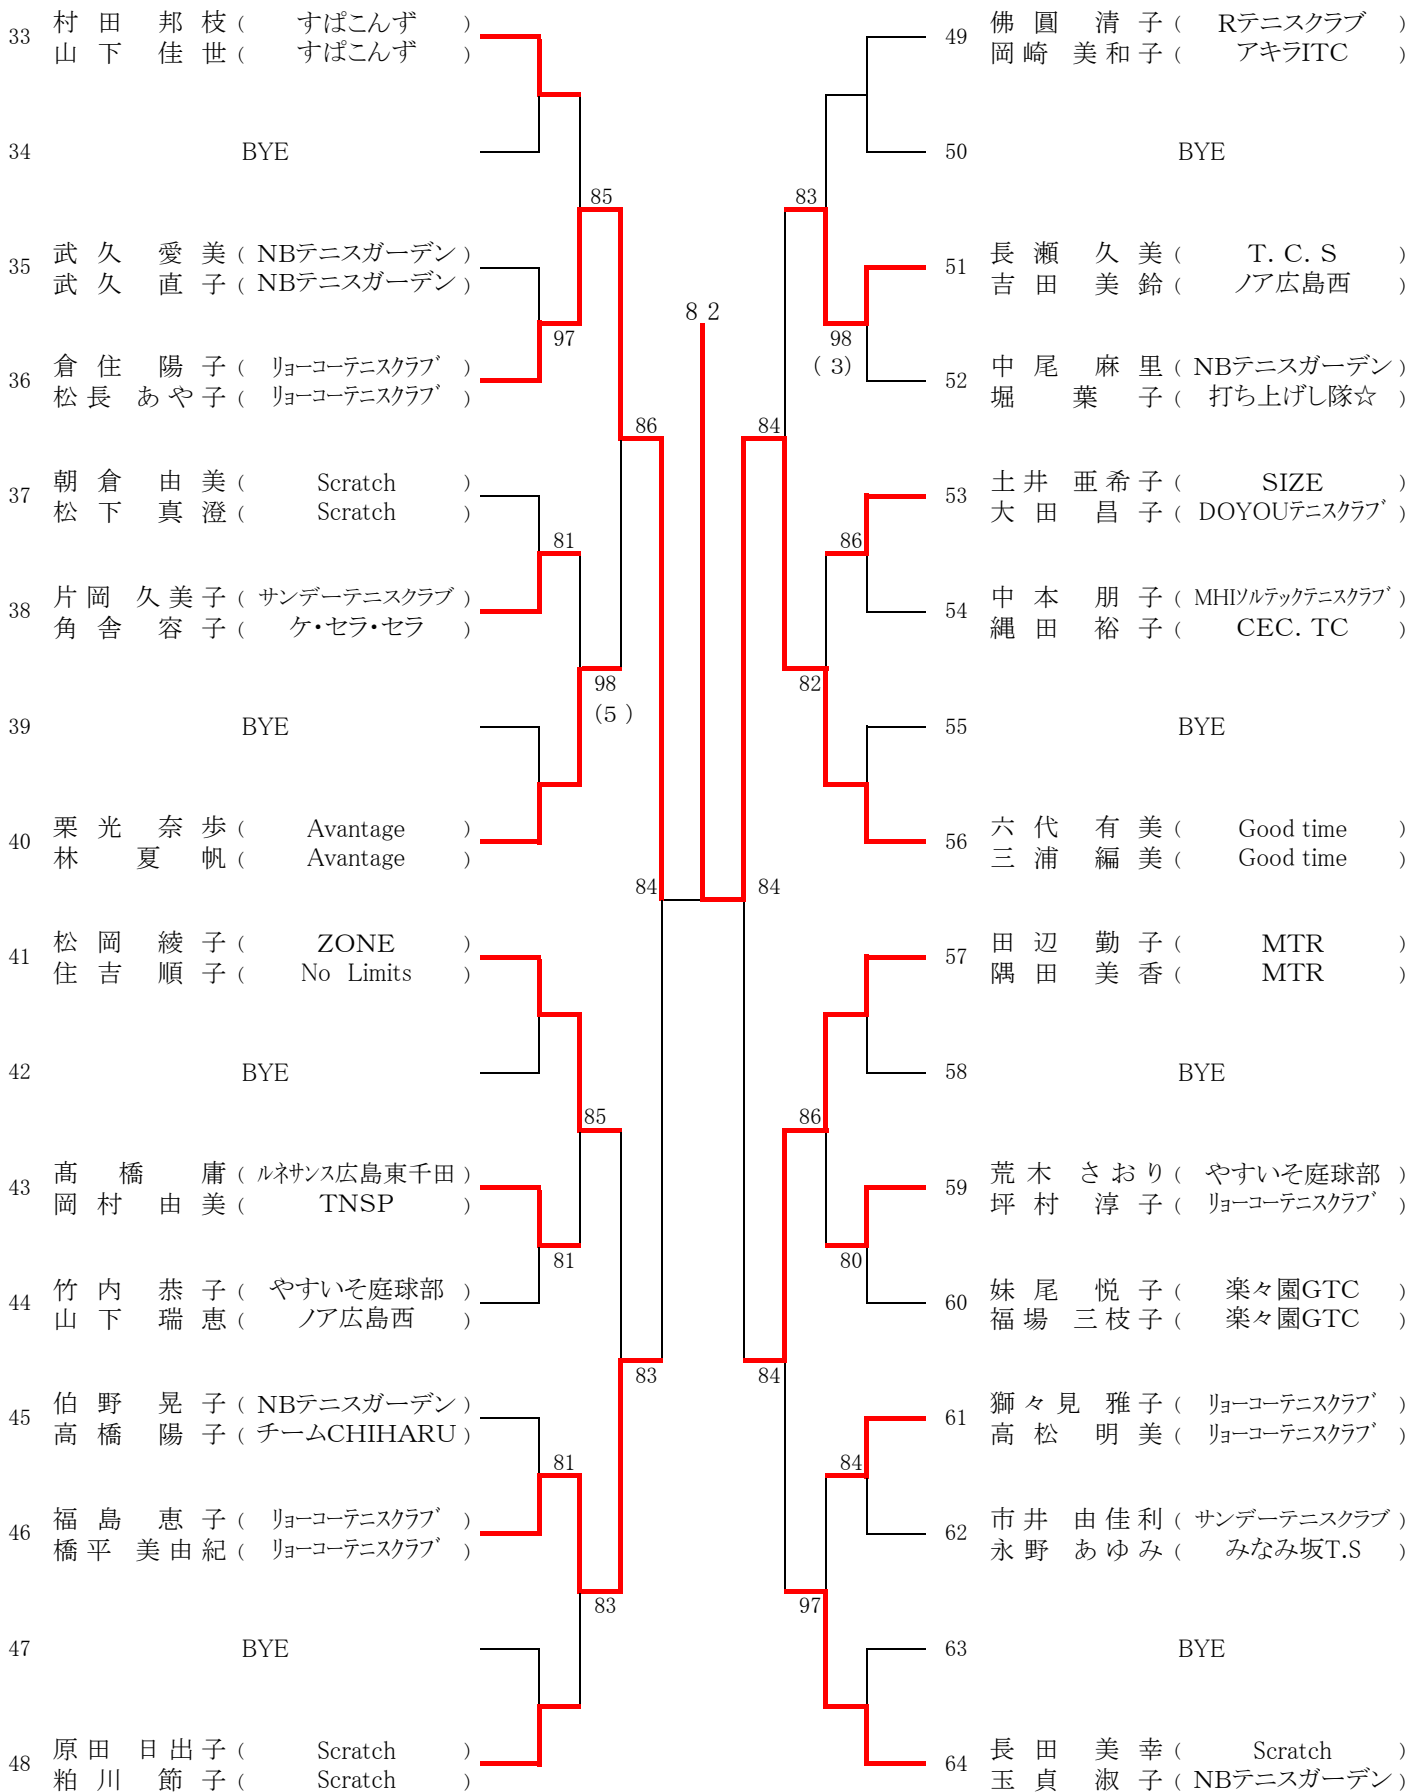 33 村田 邦枝 ( すぱこんず )
山下 佳世 ( すぱこんず )
34 BYE
85
35 武久 愛美 ( NBテニスガーデン )
武久 直子 ( NBテニスガーデン )
97
36 倉住 陽子 ( リョーコーテニスクラブ )
松長 あや子 ( リョーコーテニスクラブ )
86
37 朝倉 由美 ( Scratch )
松下 真澄 ( Scratch )
81
38 片岡 久美子 ( サンデーテニスクラブ )
角舎 容子 ( ケ・セラ・セラ )
98
(5 )
39 BYE
40 栗光 奈歩 ( Avantage )
林 夏帆 ( Avantage )
84
41 松岡 綾子 ( ZONE )
住吉 順子 ( No Limits )
42 BYE
85
43 髙橋 庸 ( ルネサンス広島東千田 )
岡村 由美 ( TNSP )
81
44 竹内 恭子 ( やすいそ庭球部 )
山下 瑞恵 ( ノア広島西 )
83
45 伯野 晃子 ( NBテニスガーデン )
高橋 陽子 ( チームCHIHARU )
81
46 福島 恵子 ( リョーコーテニスクラブ )
橋平 美由紀 ( リョーコーテニスクラブ )
83
47 BYE
48 原田 日出子 ( Scratch )
粕川 節子 ( Scratch )
8 2
49 佛圓 清子 ( Rテニスクラブ )
岡崎 美和子 ( アキラITC )
50 BYE
83
51 長瀬 久美 ( T. C. S )
吉田 美鈴 ( ノア広島西 )
98
( 3)
52 中尾 麻里 ( NBテニスガーデン )
堀 葉子 ( 打ち上げし隊☆ )
84
53 土井 亜希子 ( SIZE )
大田 昌子 ( DOYOUテニスクラブ )
86
54 中本 朋子 ( MHIソルテックテニスクラブ )
縄田 裕子 ( CEC. TC )
82
55 BYE
56 六代 有美 ( Good time )
三浦 編美 ( Good time )
84
57 田辺 勤子 ( MTR )
隅田 美香 ( MTR )
58 BYE
86
59 荒木 さおり ( やすいそ庭球部 )
坪村 淳子 ( リョーコーテニスクラブ )
80
60 妹尾 悦子 ( 楽々園GTC )
福場 三枝子 ( 楽々園GTC )
84
61 獅々見 雅子 ( リョーコーテニスクラブ )
高松 明美 ( リョーコーテニスクラブ )
84
62 市井 由佳利 ( サンデーテニスクラブ )
永野 あゆみ ( みなみ坂T.S )
97
63 BYE
64 長田 美幸 ( Scratch )
玉貞 淑子 ( NBテニスガーデン )